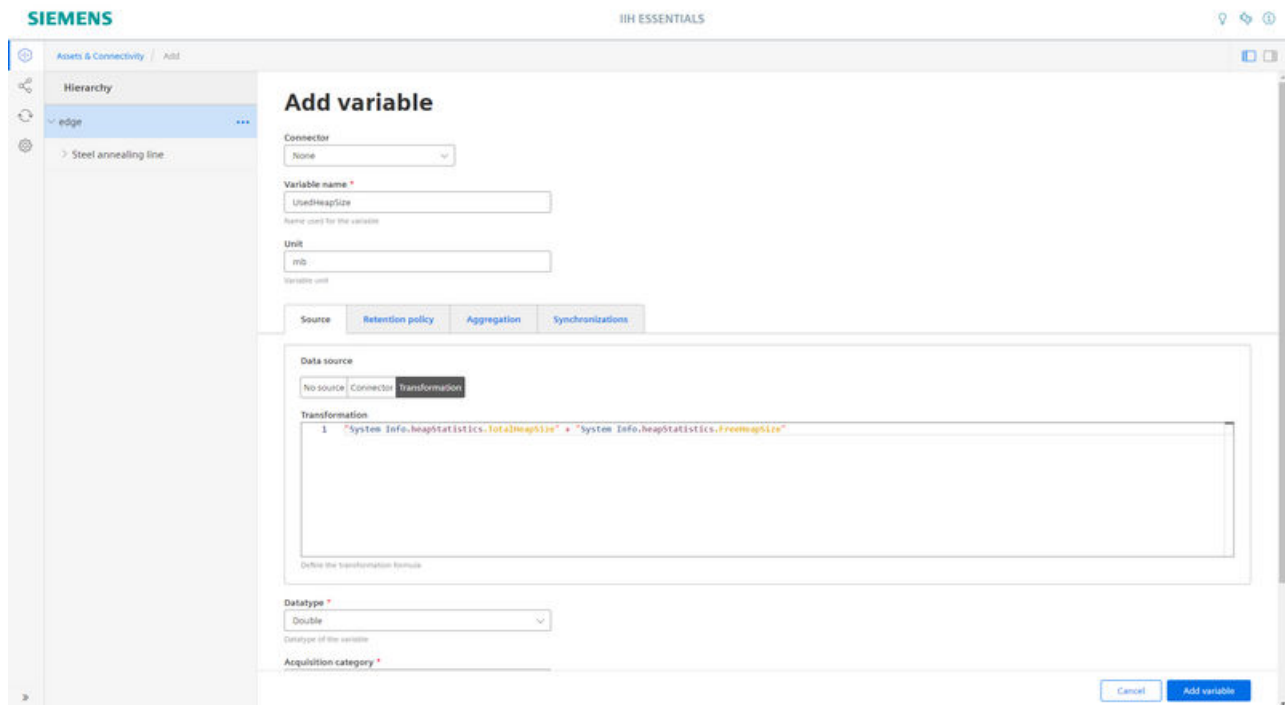 SIEMENS
IIH ESSENTIALS
Assets & Connectivity / Add
Hierarchy
edge
Steel annealing line
Add variable
Connector
None
Variable name *
UsedHeapSize
Name used for the variable
Unit
mb
Variable unit
Source Retention policy Aggregation Synchronizations
Data source
No source Connector Transformation
Transformation
1 "System Info.heapStatistics.TotalHeapSize" + "System Info.heapStatistics.FreeHeapSize"
Define the transformation formula
Datatype *
Double
Datatype of the variable
Acquisition category *
Cancel Add variable